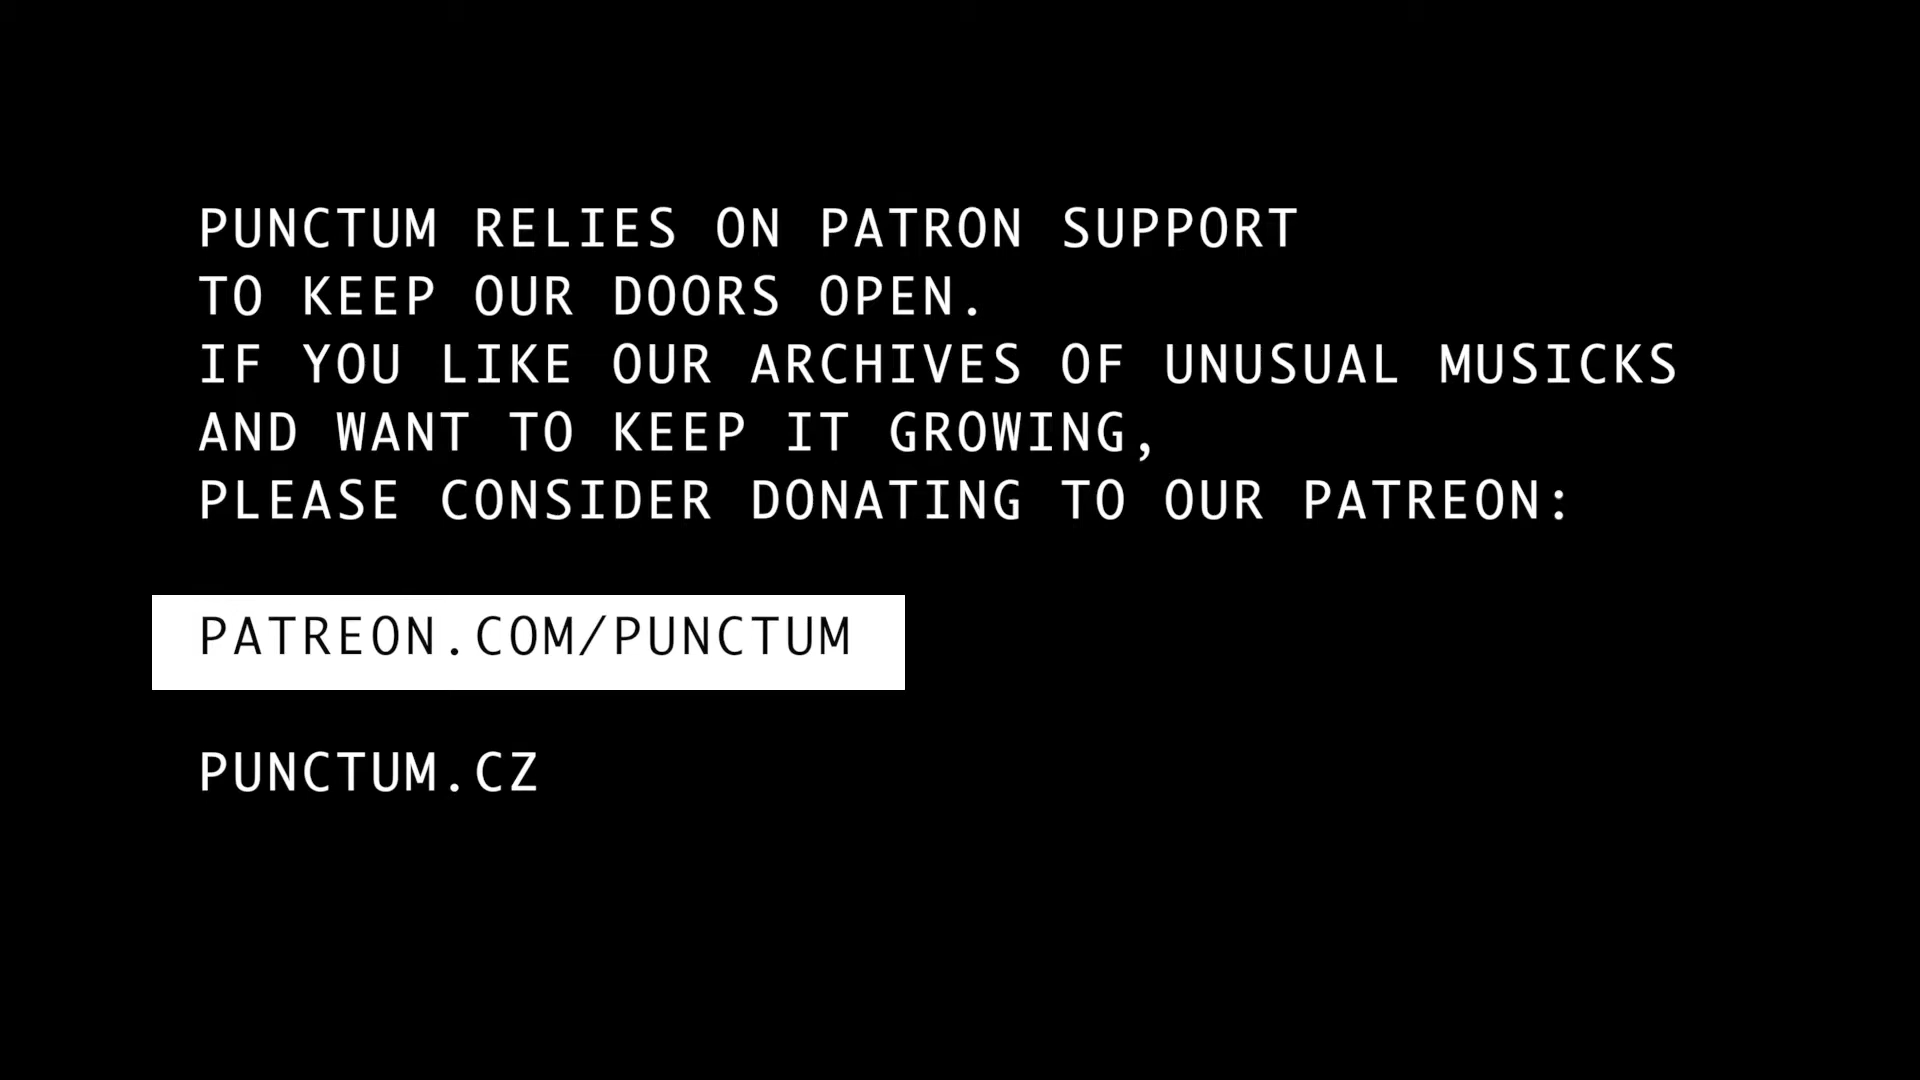 PUNCTUM RELIES ON PATRON SUPPORT
TO KEEP OUR DOORS OPEN.
IF YOU LIKE OUR ARCHIVES OF UNUSUAL MUSICKS
AND WANT TO KEEP IT GROWING,
PLEASE CONSIDER DONATING TO OUR PATREON:
PATREON.COM/PUNCTUM
PUNCTUM.CZ